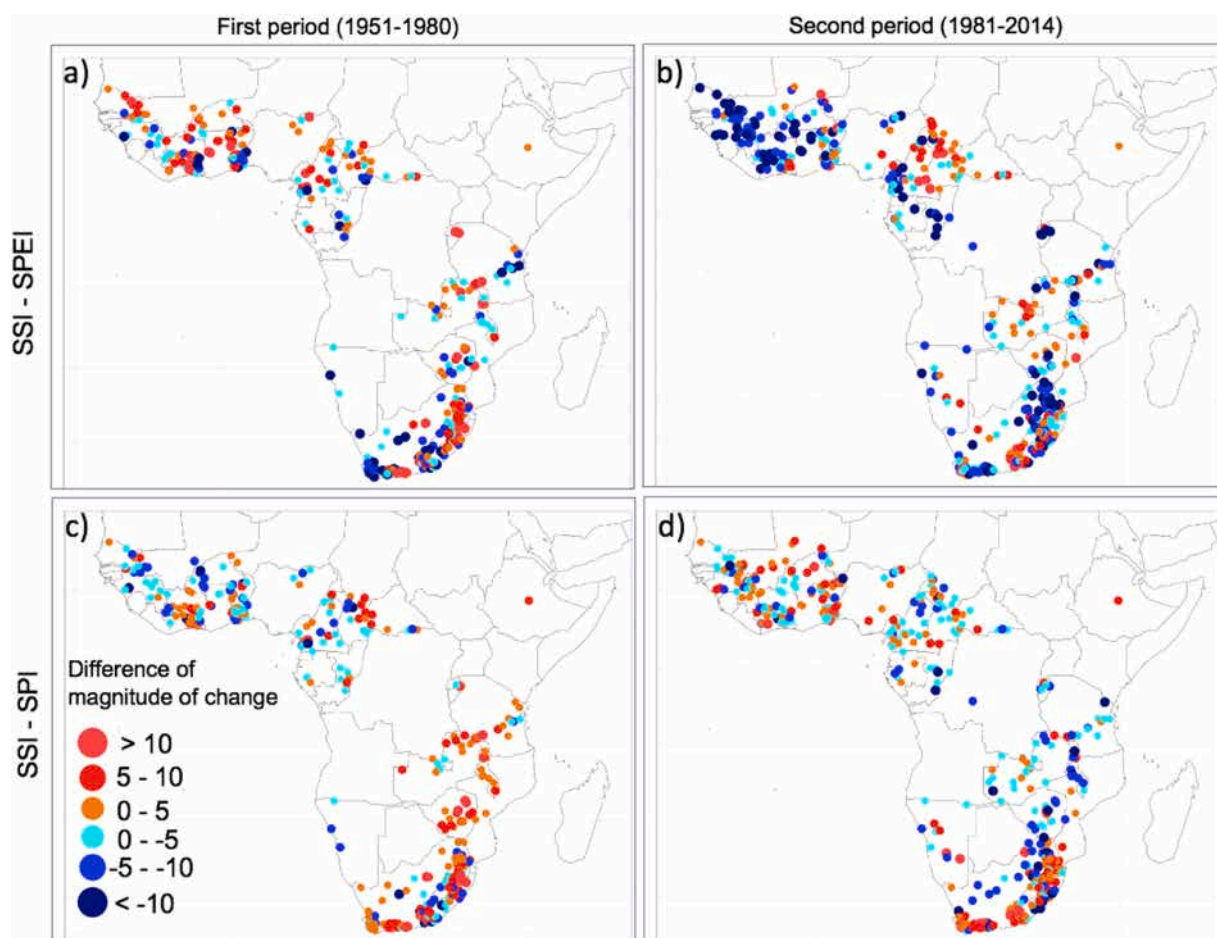 First period (1951-1980)
Second period (1981-2014)
SSI - SPEI
a)
b)
SSI - SPI
c)
d)
Difference of
magnitude of change
> 10
5 - 10
0 - 5
0 - -5
-5 - -10
< -10